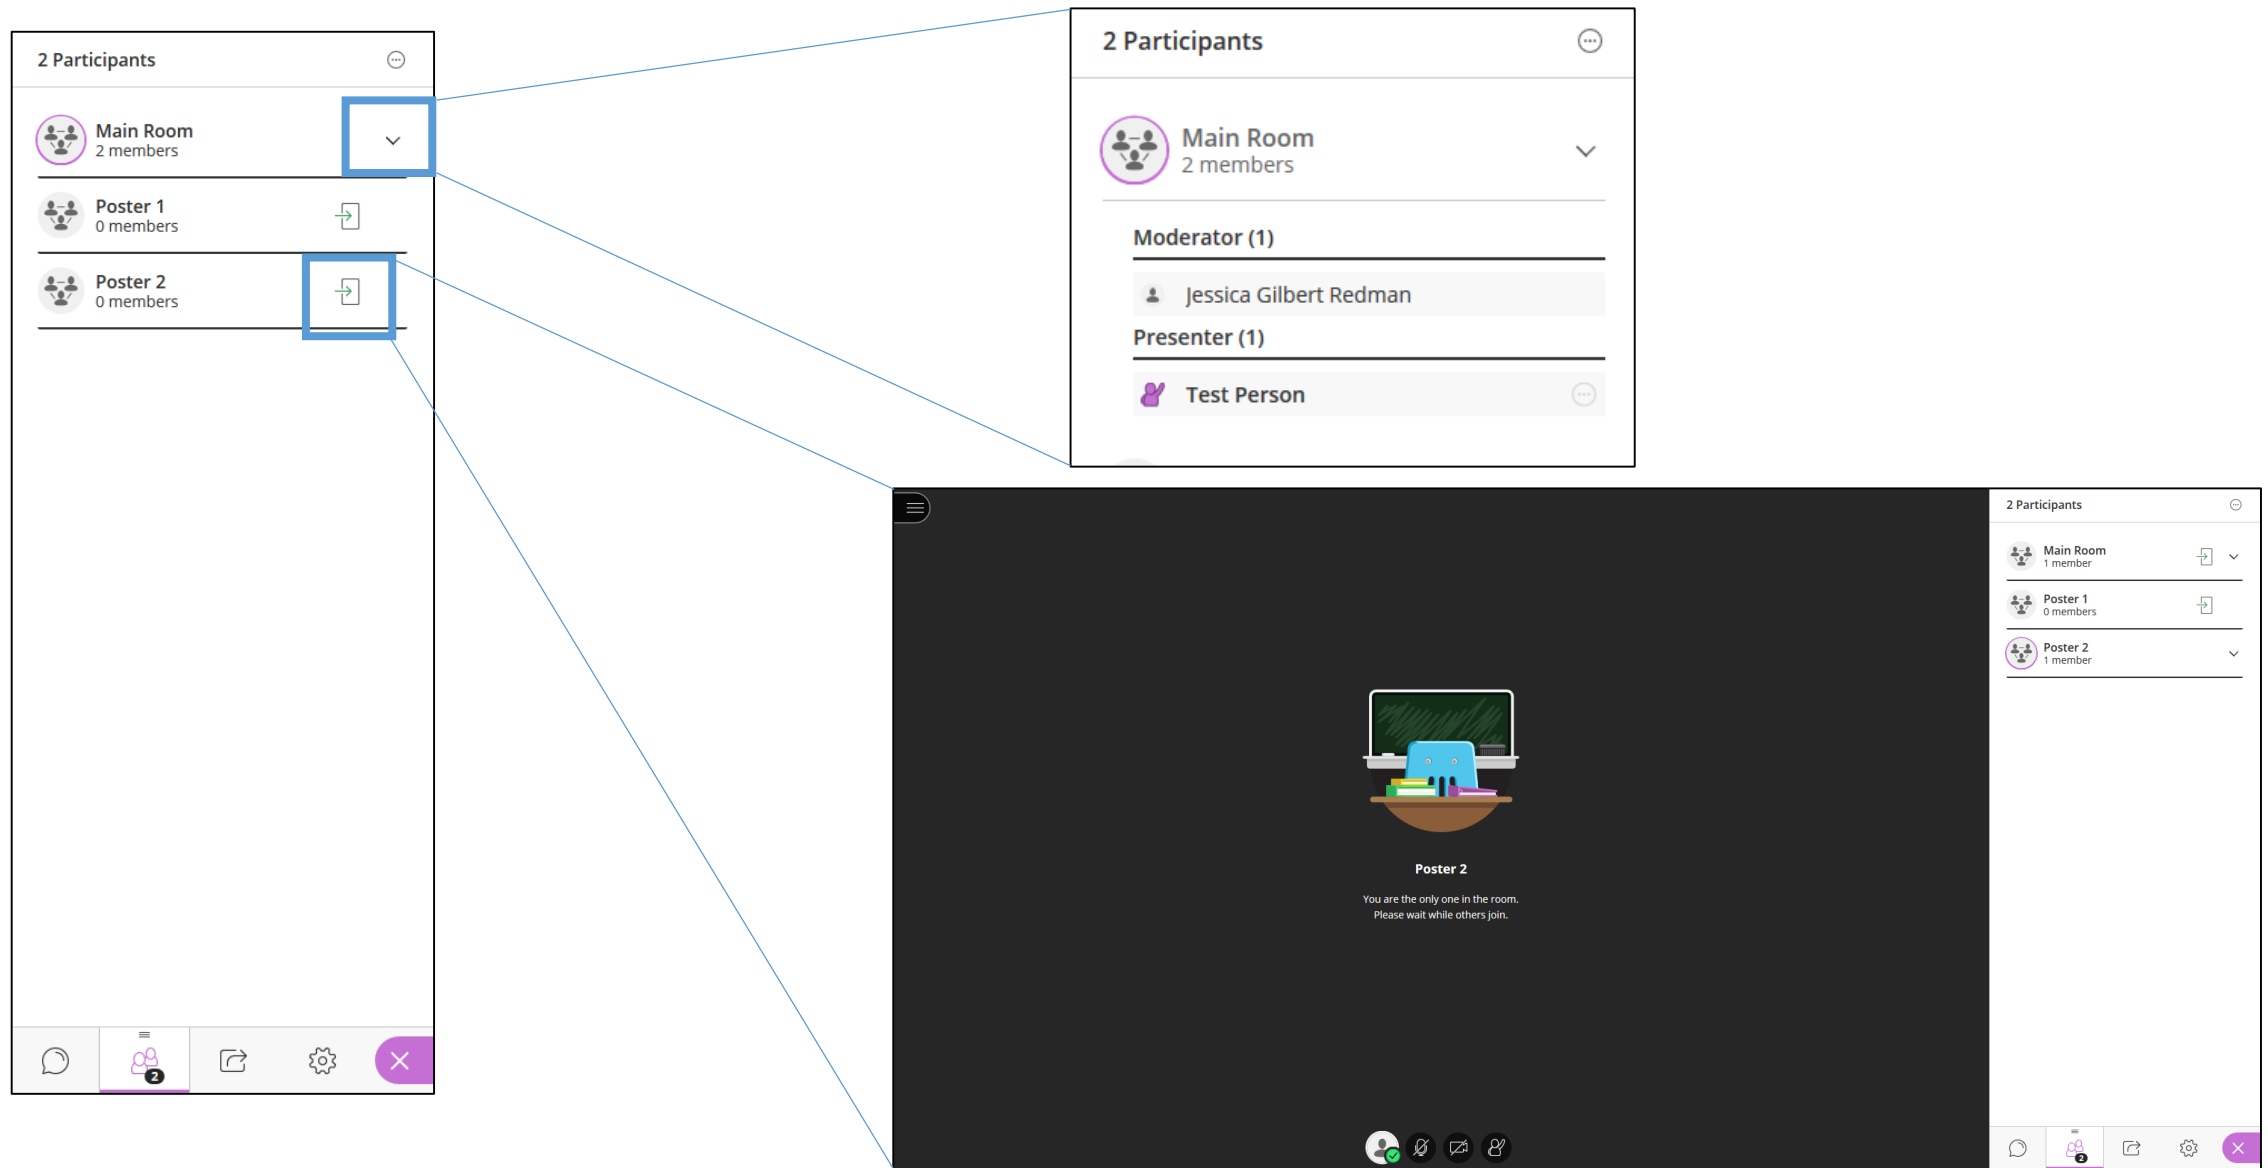 2 Participants
Main Room
2 members
Poster 1
0 members
Poster 2
0 members
2
2 Participants
Main Room
2 members
Moderator (1)
Jessica Gilbert Redman
Presenter (1)
Test Person
Poster 2
You are the only one in the room.
Please wait while others join.
2 Participants
Main Room
1 member
Poster 1
0 members
Poster 2
1 member
2